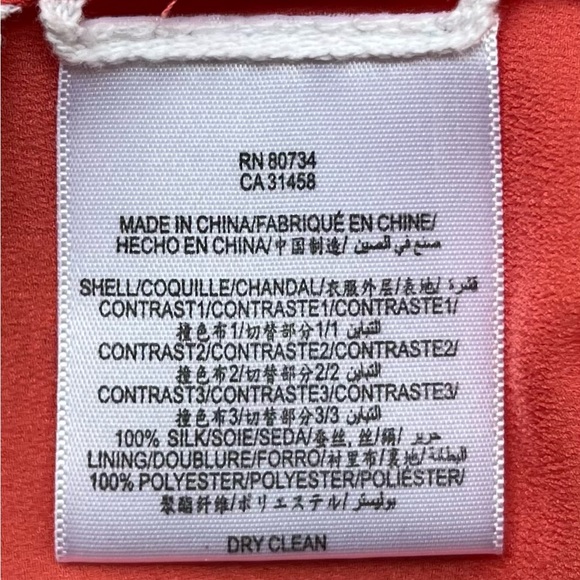 RN 80734
CA 31458
MADE IN CHINA/FABRIQUÉ EN CHINE/
HECHO EN CHINA/中国制造/ صنع في الصين
SHELL/COQUILLE/CHANDAL/衣服外层/表地/ قشرة
CONTRAST1/CONTRASTE1/CONTRASTE1/
撞色布1/切替部分1/1 التباين
CONTRAST2/CONTRASTE2/CONTRASTE2/
撞色布2/切替部分2/2 التباين
CONTRAST3/CONTRASTE3/CONTRASTE3/
撞色布3/切替部分3/3 التباين
100% SILK/SOIE/SEDA/蚕丝, 丝/絹/ حرير
LINING/DOUBLURE/FORRO/衬里布/裏地/ البطانة
100% POLYESTER/POLYESTER/POLIÉSTER/
聚酯纤维/ポリエステル/ بوليستر
DRY CLEAN